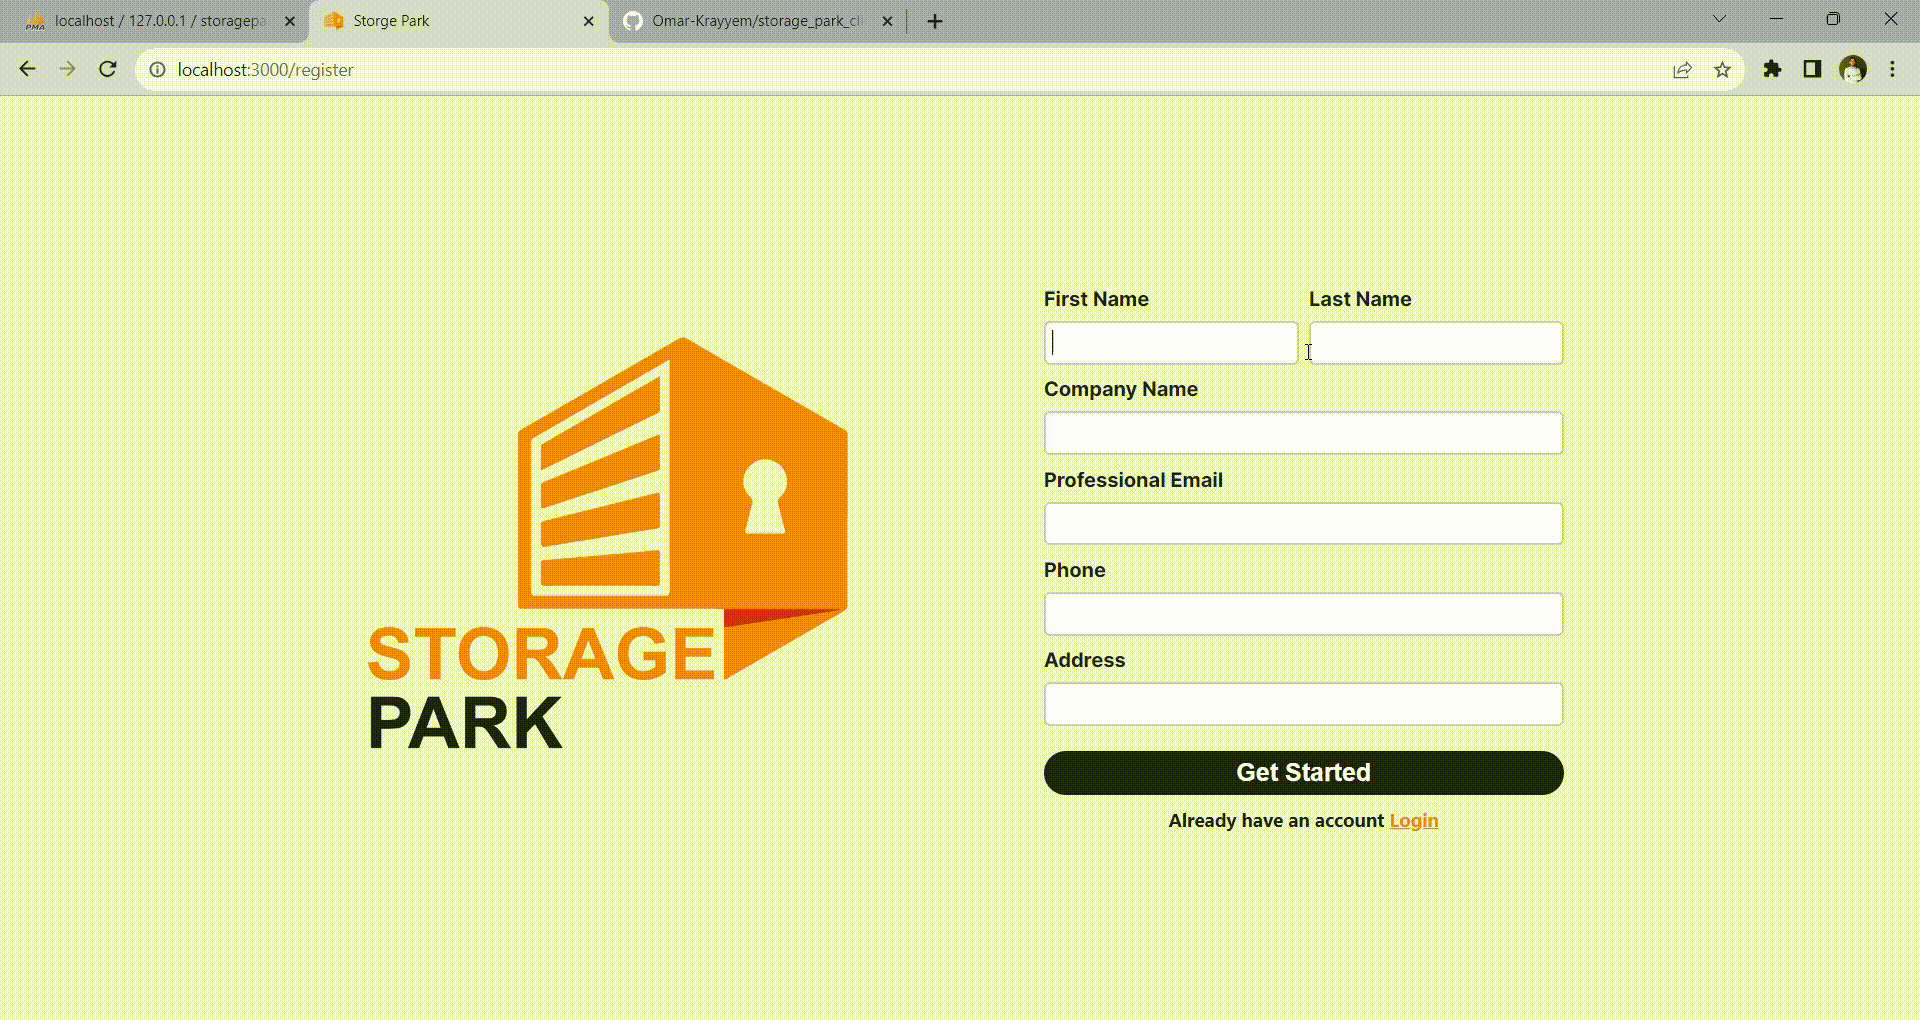 localhost / 127.0.0.1 / storagepa
Storge Park
Omar-Krayyem/storage_park_cli
localhost:3000/register
First Name
Last Name
Company Name
Professional Email
Phone
Address
STORAGE
PARK
Get Started
Already have an account Login